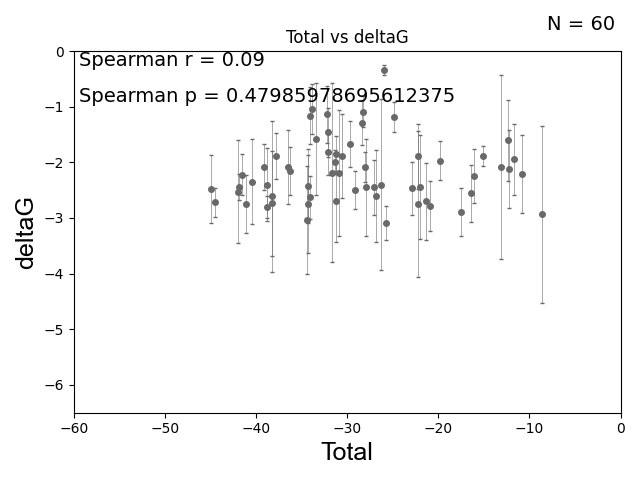 N = 60
Total vs deltaG
Spearman r = 0.09
Spearman p = 0.47985978695612375
0
−1
−2
−3
−4
−5
−6
deltaG
−60 −50 −40 −30 −20 −10 0
Total